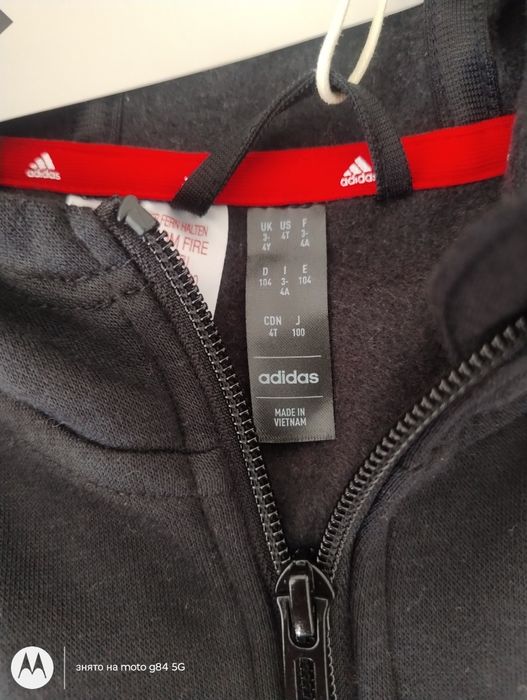 adidas
adidas
FERN HALTEN
FIRE
UK US F
3-4Y 4T 3-4A
D I E
104 3-4A 104
CDN J
4T 100
adidas
MADE IN
VIETNAM
знято на moto g84 5G